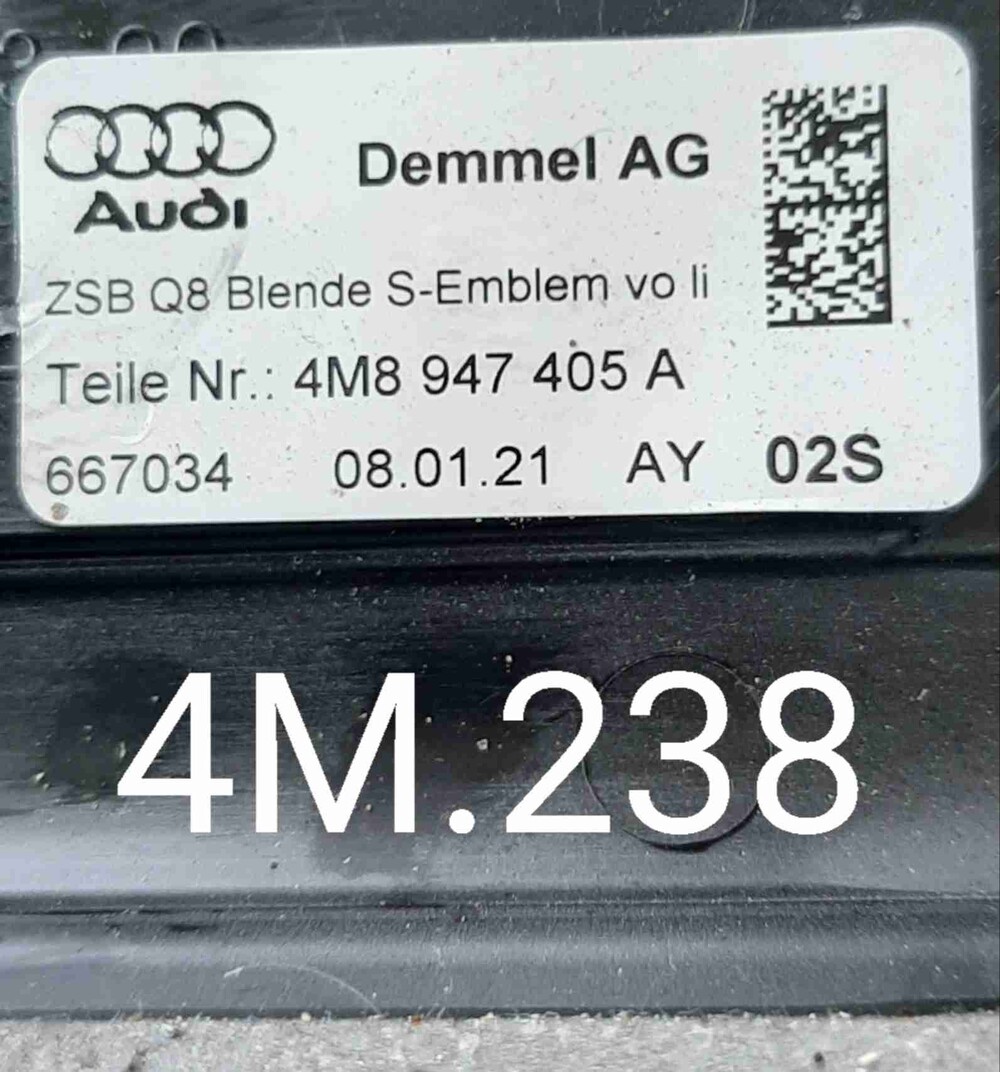 Audi
Demmel AG
ZSB Q8 Blende S-Emblem vo li
Teile Nr.: 4M8 947 405 A
667034 08.01.21 AY 02S
4M.238